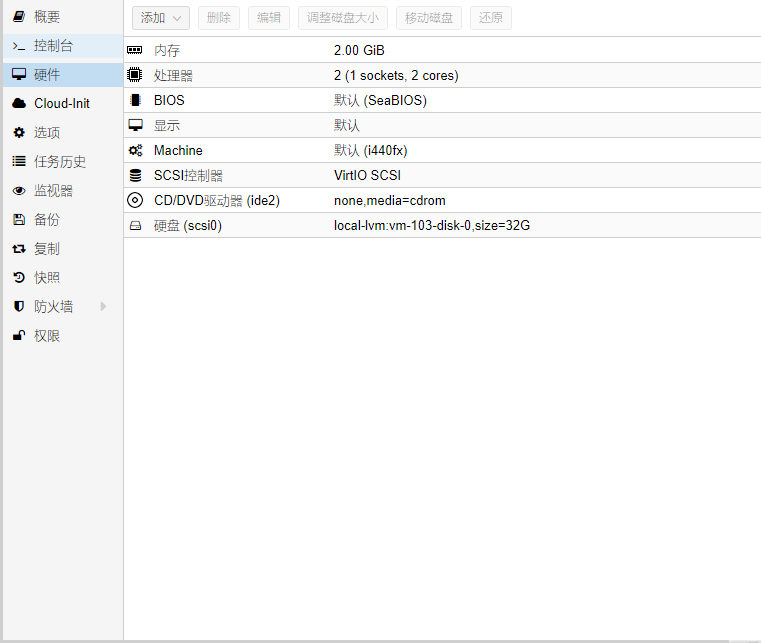 概要
控制台
硬件
Cloud-Init
选项
任务历史
监视器
备份
复制
快照
防火墙
权限
添加 删除 编辑 调整磁盘大小 移动磁盘 还原
内存 2.00 GiB
处理器 2 (1 sockets, 2 cores)
BIOS 默认 (SeaBIOS)
显示 默认
Machine 默认 (i440fx)
SCSI控制器 VirtIO SCSI
CD/DVD驱动器 (ide2) none,media=cdrom
硬盘 (scsi0) local-lvm:vm-103-disk-0,size=32G